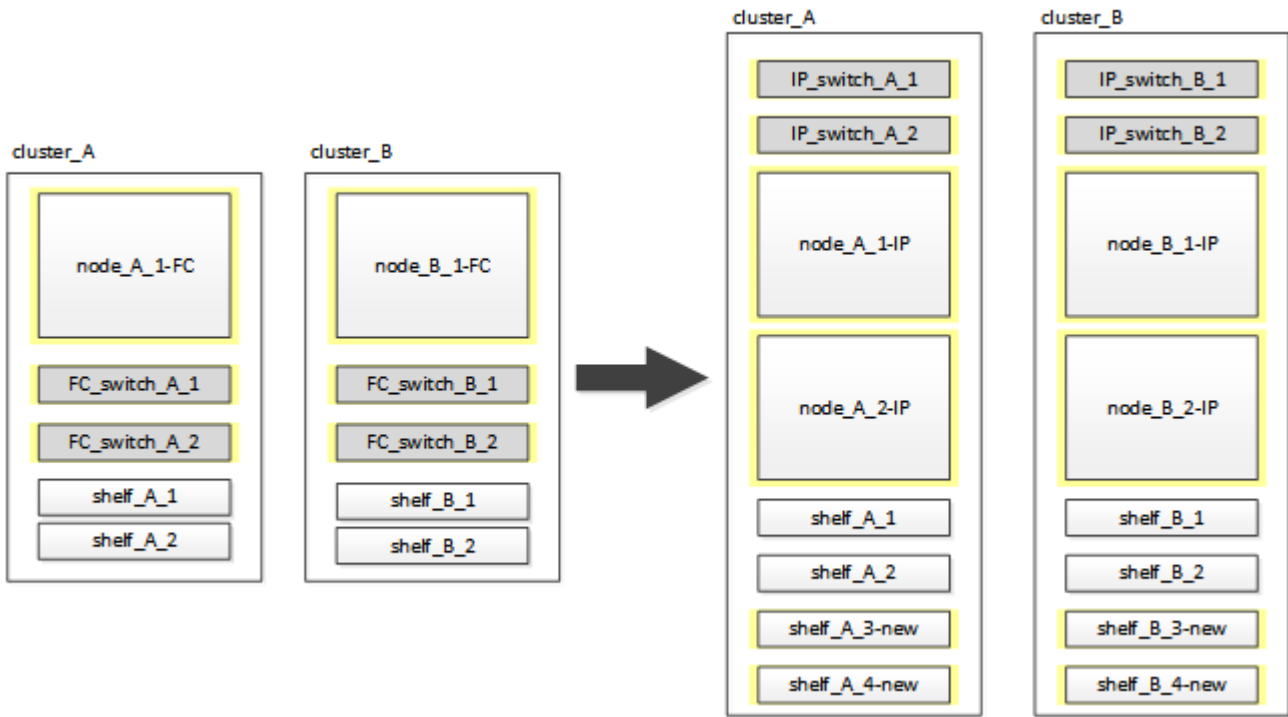 cluster_A
node_A_1-FC
FC_switch_A_1
FC_switch_A_2
shelf_A_1
shelf_A_2
cluster_B
node_B_1-FC
FC_switch_B_1
FC_switch_B_2
shelf_B_1
shelf_B_2
cluster_A
IP_switch_A_1
IP_switch_A_2
node_A_1-IP
node_A_2-IP
shelf_A_1
shelf_A_2
shelf_A_3-new
shelf_A_4-new
cluster_B
IP_switch_B_1
IP_switch_B_2
node_B_1-IP
node_B_2-IP
shelf_B_1
shelf_B_2
shelf_B_3-new
shelf_B_4-new